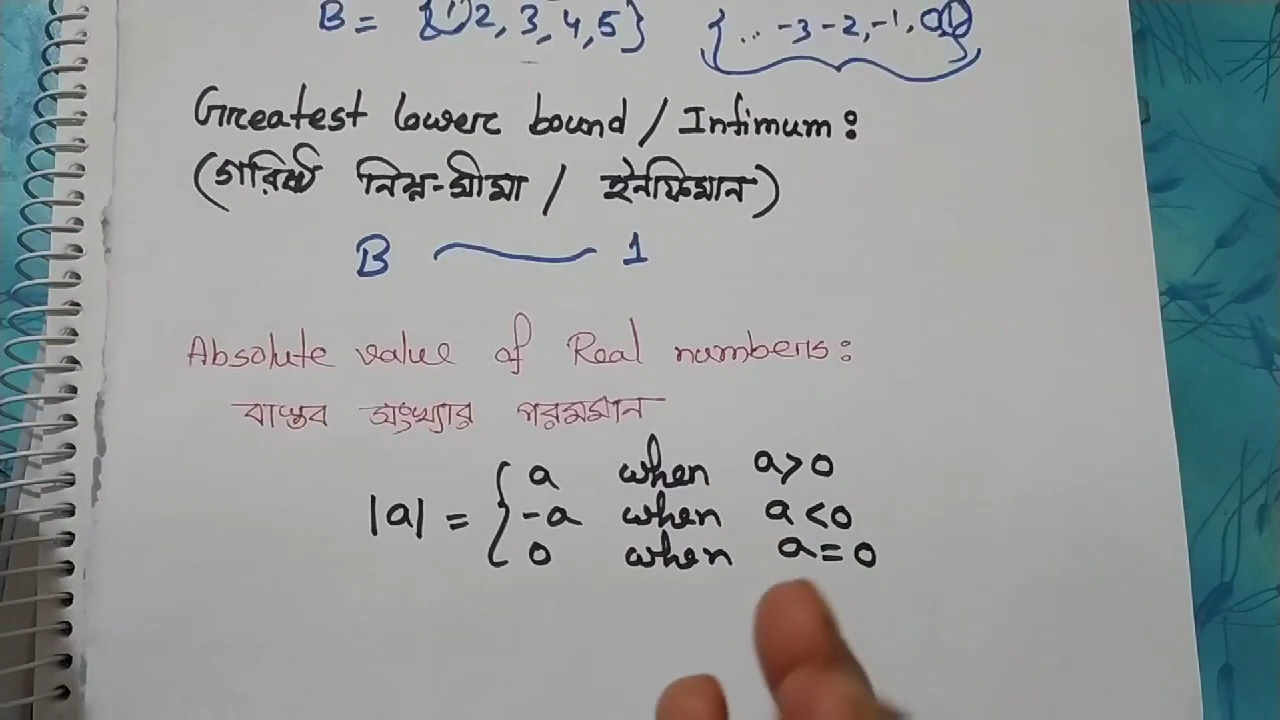 B = {1, 2, 3, 4, 5} {... -3 -2, -1, 0, 1}
Greatest lower bound / Infimum:
(গরিষ্ঠ নিম্ন-সীমা / ইনফিমান)
B 1
Absolute value of Real numbers:
বাস্তব সংখ্যার পরমমান
a when a>0
|a| = { -a when a<0
0 when a=0